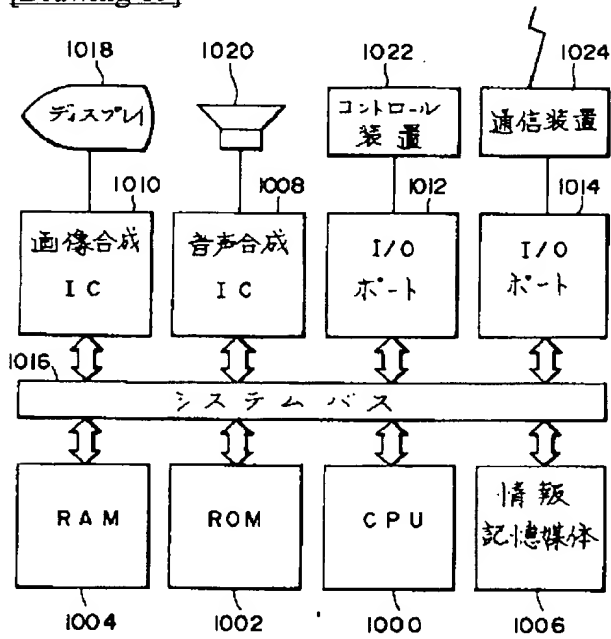 1018
1020
1022
1024
ディスプレイ
コントロール
装置
通信装置
1010
1008
1012
1014
画像合成
IC
音声合成
IC
I/O
ポート
I/O
ポート
1016
システムバス
RAM
ROM
CPU
情報
記憶媒体
1004
1002
1000
1006